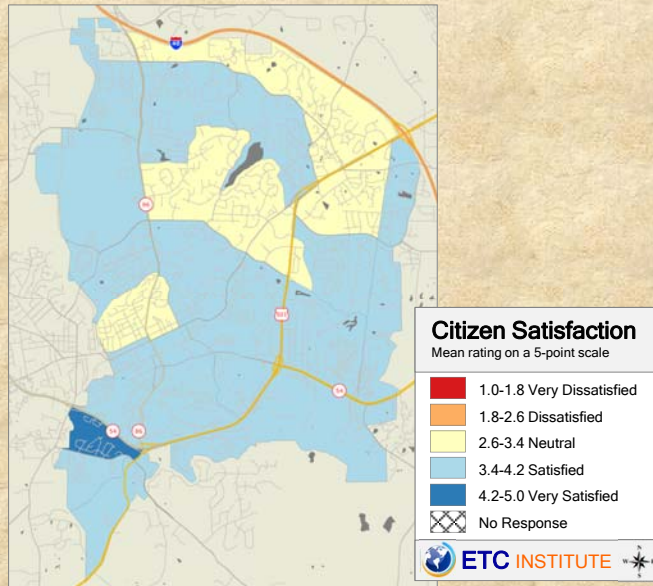 40
86
501
54
54
86
Citizen Satisfaction
Mean rating on a 5-point scale
1.0-1.8 Very Dissatisfied
1.8-2.6 Dissatisfied
2.6-3.4 Neutral
3.4-4.2 Satisfied
4.2-5.0 Very Satisfied
No Response
ETC INSTITUTE
N
W E
S